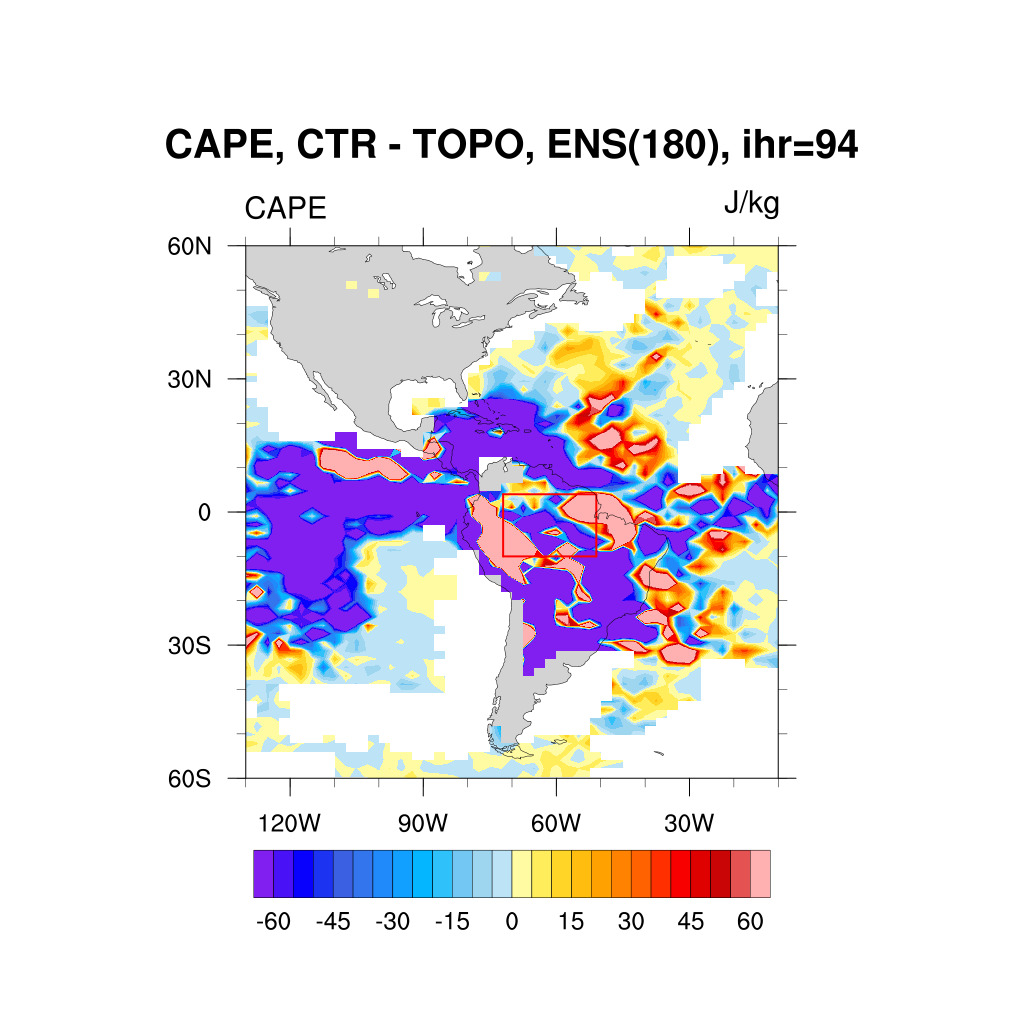 CAPE, CTR - TOPO, ENS(180), ihr=94
CAPE
J/kg
60N
30N
0
30S
60S
120W 90W 60W 30W
-60 -45 -30 -15 0 15 30 45 60